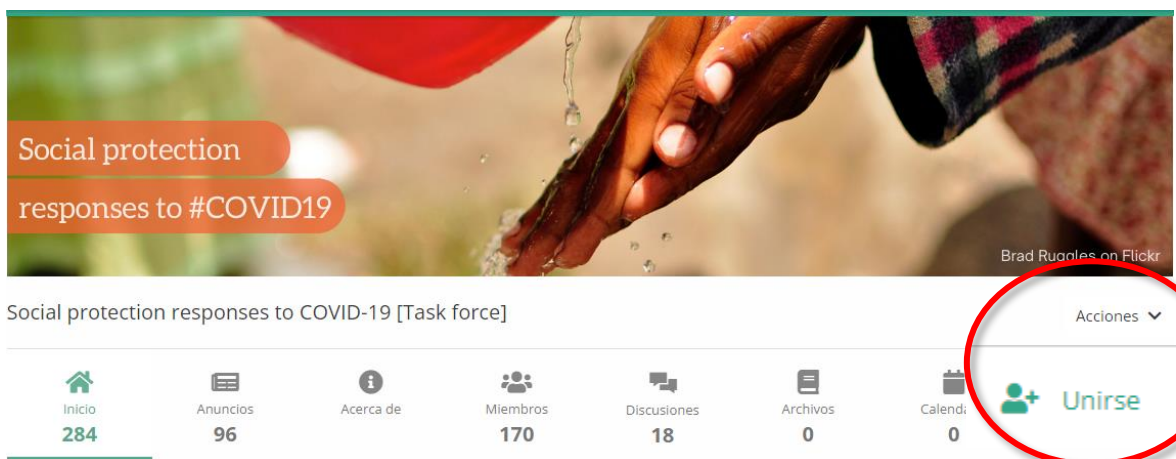 Social protection
responses to #COVID19
Brad Ruggles on Flickr
Social protection responses to COVID-19 [Task force]
Acciones
Inicio
284
Anuncios
96
Acerca de
Miembros
170
Discusiones
18
Archivos
0
Calenda
0
Unirse